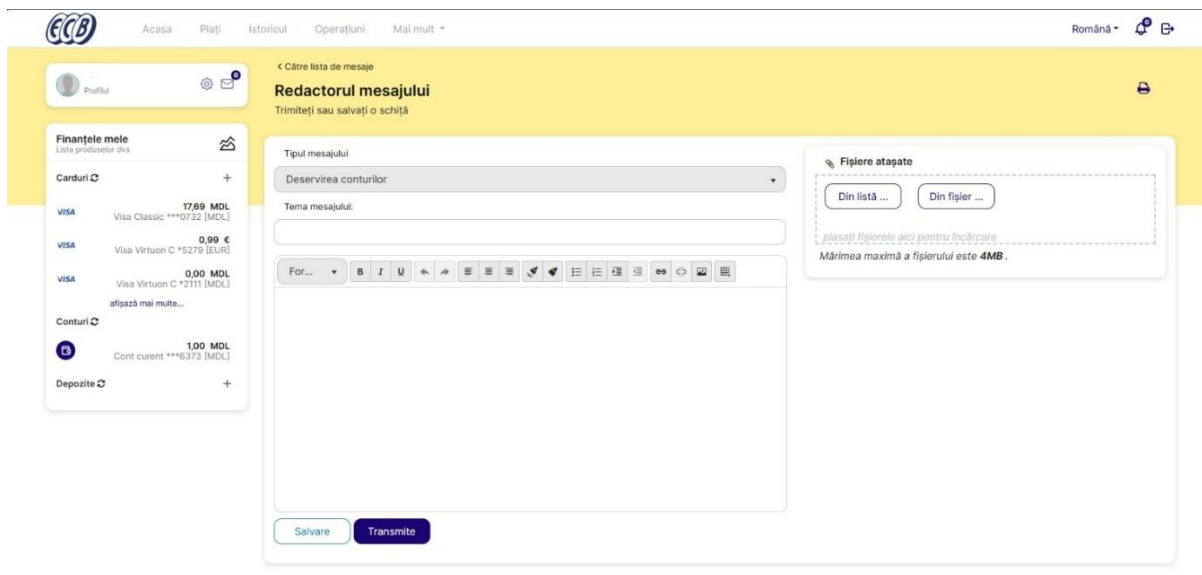 ECB
Acasa Plați Istoricul Operațiuni Mai mult
Română
0
Profilul
0
Finanțele mele
Lista produselor dvs
Carduri
+
VISA
17,69 MDL
Visa Classic ***0732 [MDL]
VISA
0,99 €
Visa Virtuon C *5279 [EUR]
VISA
0,00 MDL
Visa Virtuon C *2111 [MDL]
afișază mai multe...
Conturi
1,00 MDL
Cont curent ***6373 [MDL]
Depozite
+
< Către lista de mesaje
Redactorul mesajului
Trimiteți sau salvați o schiță
Tipul mesajului
Deservirea conturilor
Tema mesajului:
For... B I U
Salvare Transmite
Fișiere atașate
Din listă ... Din fișier ...
plasați fișierele aici pentru încărcare
Mărimea maximă a fișierului este 4MB .